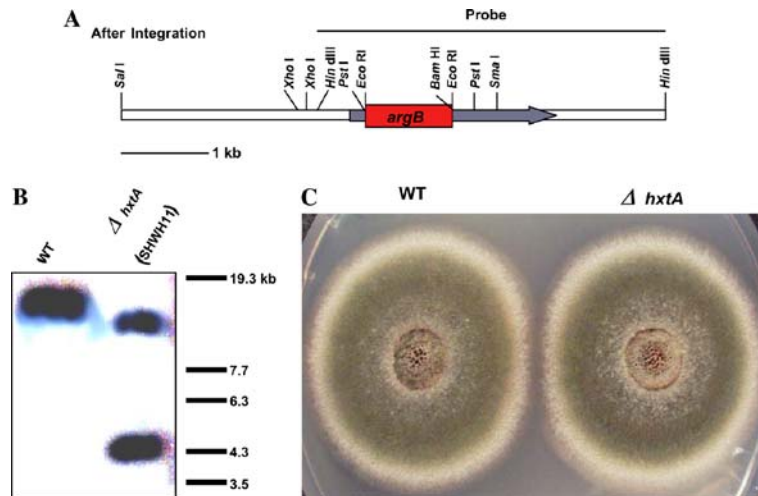 A
Probe
After Integration
Sal I
Xho I
Xho I
Hin dIII
Pst I
Eco RI
Bam HI
Eco RI
Pst I
Sma I
Hin dIII
argB
1 kb
B
WT
Δ hxtA
(SHWH11)
19.3 kb
7.7
6.3
4.3
3.5
C
WT
Δ hxtA